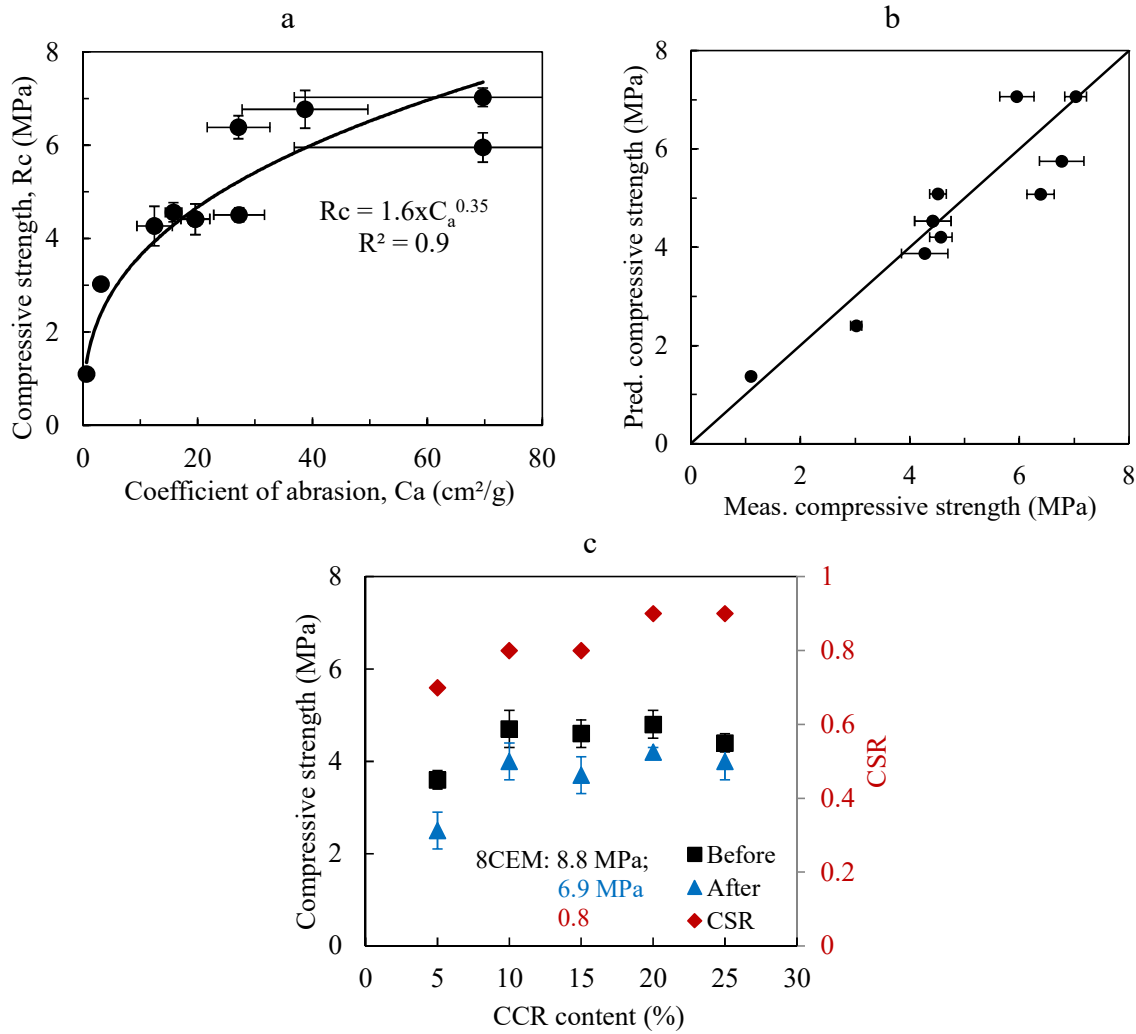 a
Compressive strength, Rc (MPa)
8
6
4
2
0
Rc = 1.6xCa^0.35
R² = 0.9
0 20 40 60 80
Coefficient of abrasion, Ca (cm²/g)
b
Pred. compressive strength (MPa)
8
6
4
2
0
0 2 4 6 8
Meas. compressive strength (MPa)
c
Compressive strength (MPa)
8
6
4
2
0
8CEM: 8.8 MPa;
6.9 MPa
0.8
Before
After
CSR
1
0.8
0.6
0.4
0.2
0
CSR
0 5 10 15 20 25 30
CCR content (%)